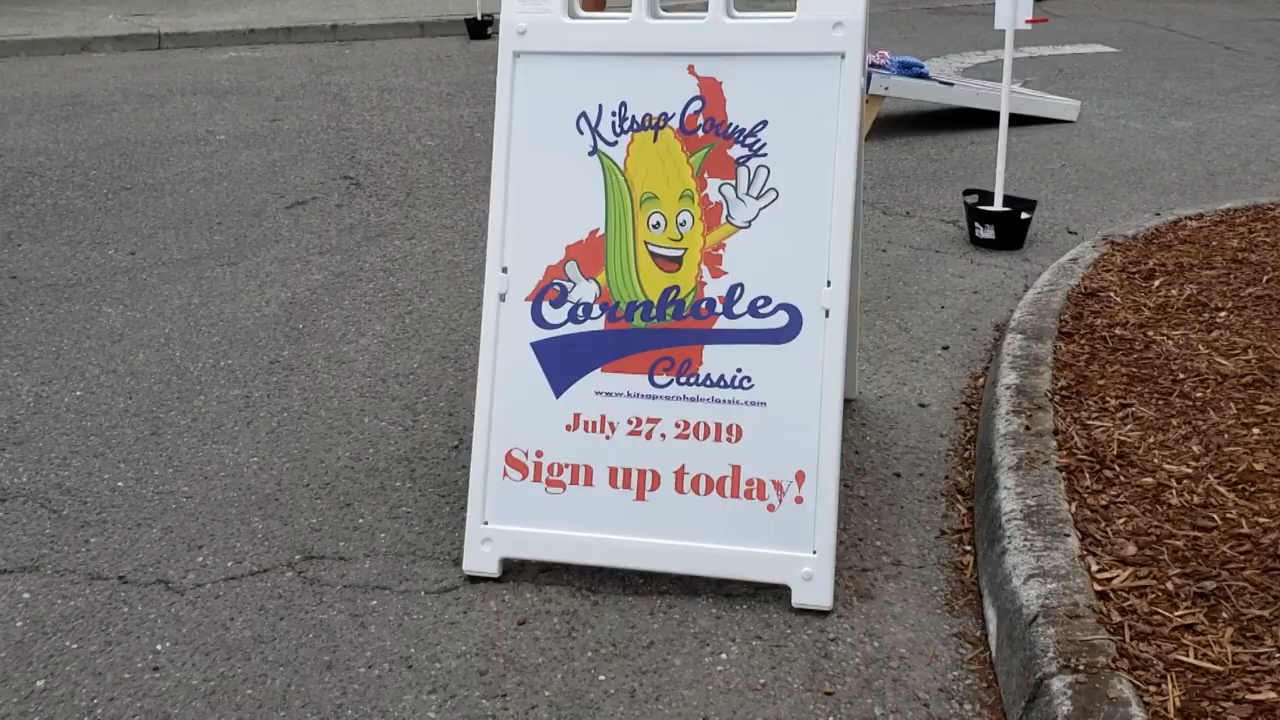 Kitsap County
Cornhole
Classic
www.kitsapcornholeclassic.com
July 27, 2019
Sign up today!